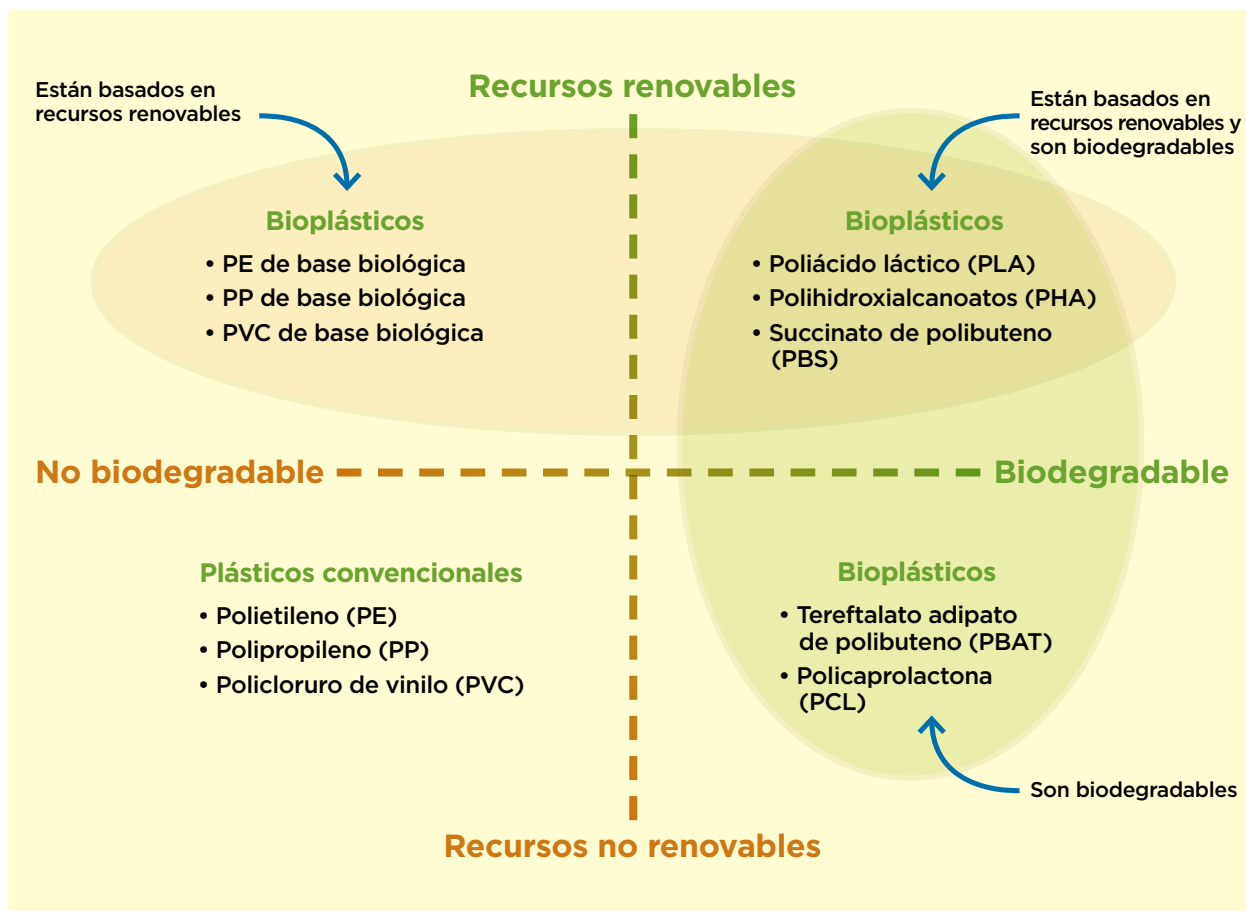 Recursos renovables
Están basados en
recursos renovables
Están basados en
recursos renovables y
son biodegradables
Bioplásticos
• PE de base biológica
• PP de base biológica
• PVC de base biológica
Bioplásticos
• Poliácido láctico (PLA)
• Polihidroxialcanoatos (PHA)
• Succinato de polibuteno
(PBS)
No biodegradable
Biodegradable
Plásticos convencionales
• Polietileno (PE)
• Polipropileno (PP)
• Policloruro de vinilo (PVC)
Bioplásticos
• Tereftalato adipato
de polibuteno (PBAT)
• Policaprolactona
(PCL)
Son biodegradables
Recursos no renovables